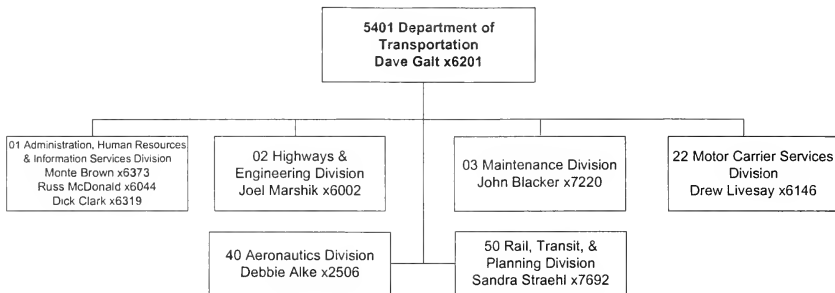 5401 Department of
Transportation
Dave Galt x6201
01 Administration, Human Resources
& Information Services Division
Monte Brown x6373
Russ McDonald x6044
Dick Clark x6319
02 Highways &
Engineering Division
Joel Marshik x6002
03 Maintenance Division
John Blacker x7220
22 Motor Carrier Services
Division
Drew Livesay x6146
40 Aeronautics Division
Debbie Alke x2506
50 Rail, Transit, &
Planning Division
Sandra Straehl x7692